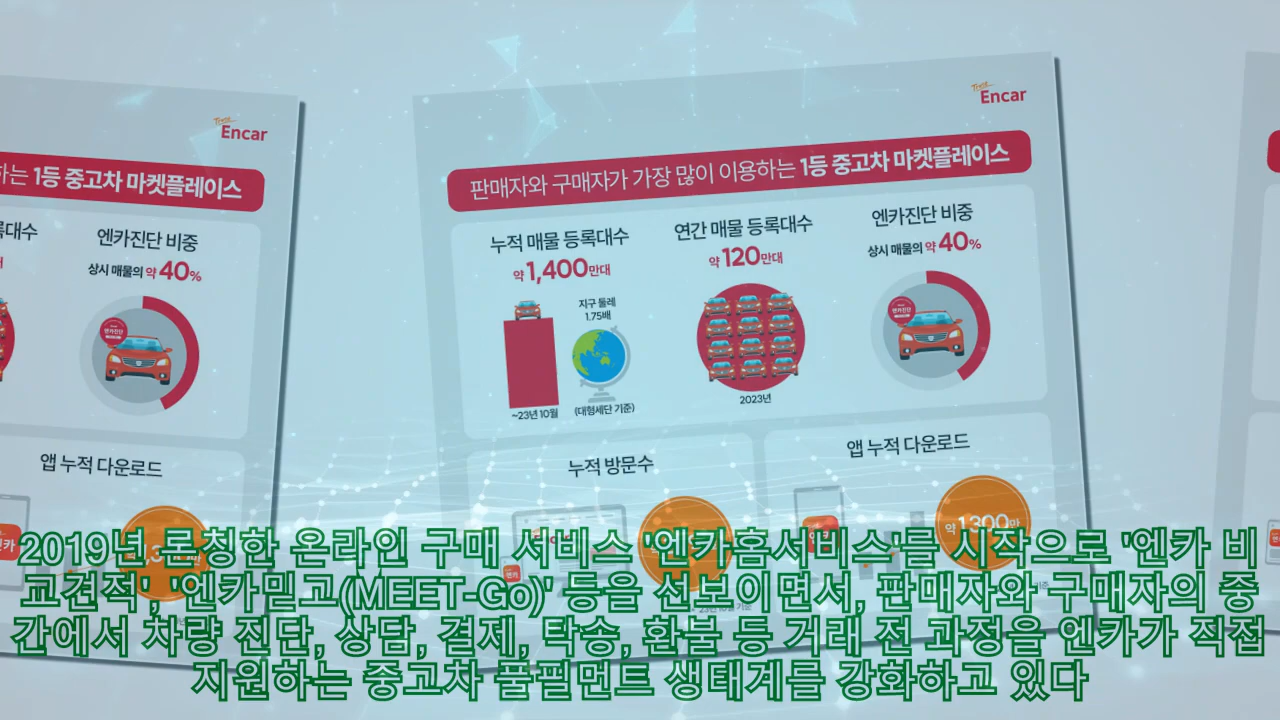 True
Encar
하는 1등 중고차 마켓플레이스
록대수
엔카진단 비중
상시 매물의 약 40%
엔카진단
앱 누적 다운로드
True
Encar
판매자와 구매자가 가장 많이 이용하는 1등 중고차 마켓플레이스
누적 매물 등록대수
약 1,400만대
지구 둘레
1.75배
~23년 10월
(대형세단 기준)
연간 매물 등록대수
약 120만대
2023년
엔카진단 비중
상시 매물의 약 40%
엔카진단
누적 방문수
엔카
앱 누적 다운로드
약 1,300만
2019년 론칭한 온라인 구매 서비스 '엔카홈서비스'를 시작으로 '엔카 비
교견적', '엔카믿고(MEET-Go)' 등을 선보이면서, 판매자와 구매자의 중
간에서 차량 진단, 상담, 결제, 탁송, 환불 등 거래 전 과정을 엔카가 직접
지원하는 중고차 풀필먼트 생태계를 강화하고 있다